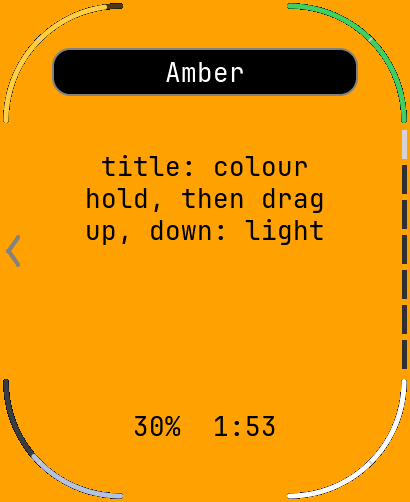 Amber
title: colour
hold, then drag
up, down: light
30%  1:53